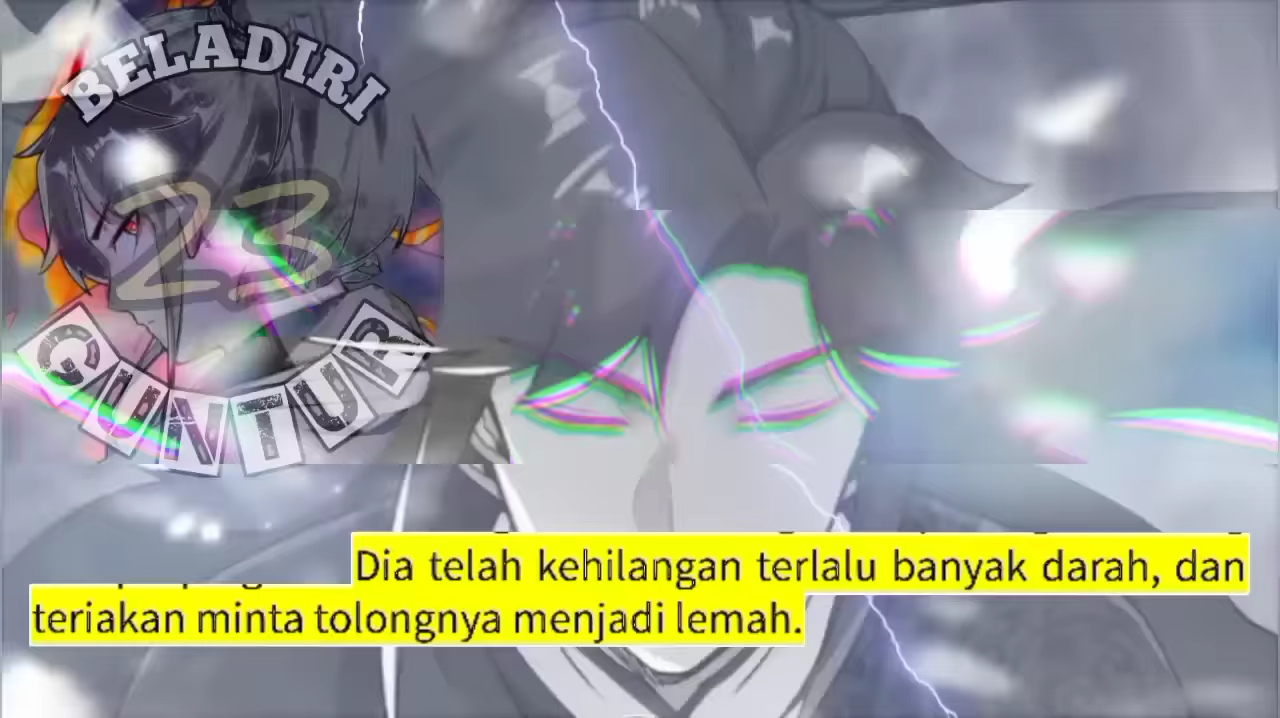 BELADIRI
23
GUNTUR
Dia telah kehilangan terlalu banyak darah, dan
teriakan minta tolongnya menjadi lemah.